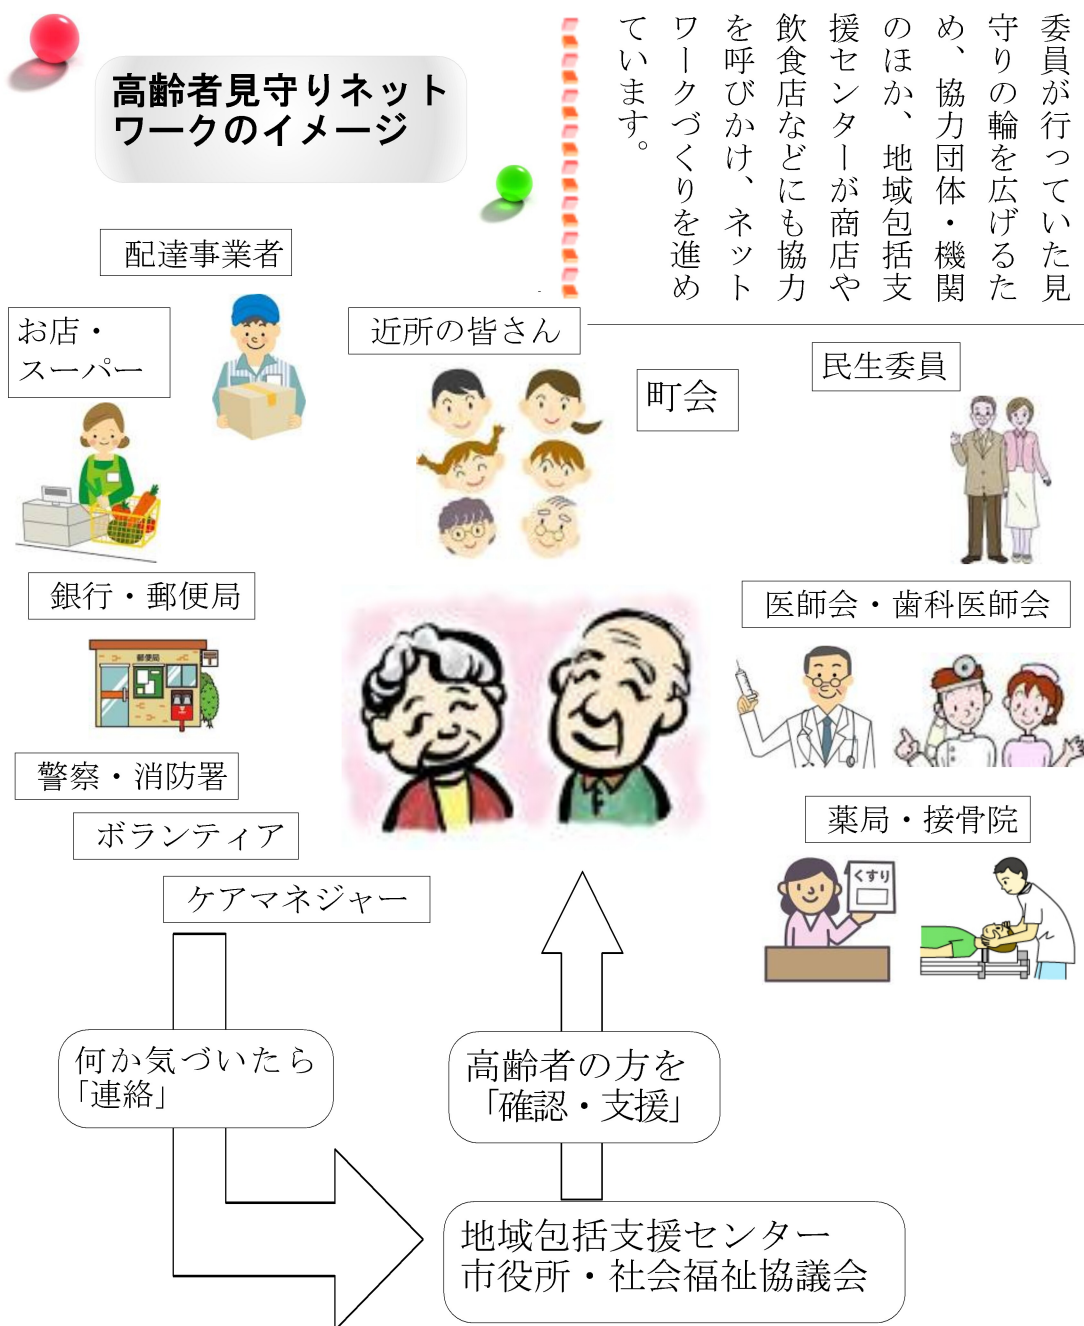 委員が行っていた見
守りの輪を広げるた
め、協力団体・機関
のほか、地域包括支
援センターが商店や
飲食店などにも協力
を呼びかけ、ネット
ワークづくりを進め
ています。
高齢者見守りネット
ワークのイメージ
配達事業者
お店・
スーパー
近所の皆さん
町会
民生委員
銀行・郵便局
郵便局
医師会・歯科医師会
警察・消防署
ボランティア
ケアマネジャー
薬局・接骨院
くすり
何か気づいたら
「連絡」
高齢者の方を
「確認・支援」
地域包括支援センター
市役所・社会福祉協議会